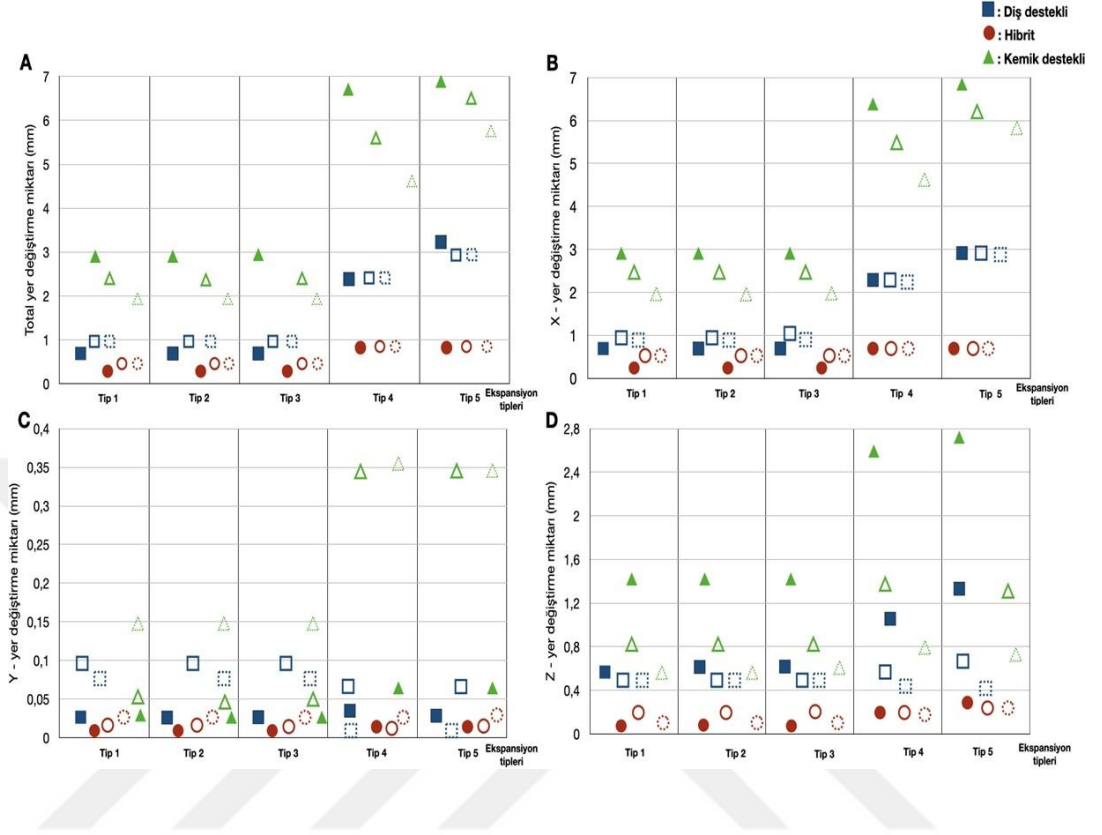 : Diş destekli
: Hibrit
: Kemik destekli
A
Total yer değiştirme miktarı (mm)
7
6
5
4
3
2
1
0
Tip 1
Tip 2
Tip 3
Tip 4
Tip 5
Ekspansiyon
tipleri
B
X - yer değiştirme miktarı (mm)
7
6
5
4
3
2
1
0
Tip 1
Tip 2
Tip 3
Tip 4
Tip 5
Ekspansiyon
tipleri
C
Y - yer değiştirme miktarı (mm)
0,4
0,35
0,3
0,25
0,2
0,15
0,1
0,05
0
Tip 1
Tip 2
Tip 3
Tip 4
Tip 5
Ekspansiyon
tipleri
D
Z - yer değiştirme miktarı (mm)
2,8
2,4
2
1,6
1,2
0,8
0,4
0
Tip 1
Tip 2
Tip 3
Tip 4
Tip 5
Ekspansiyon
tipleri